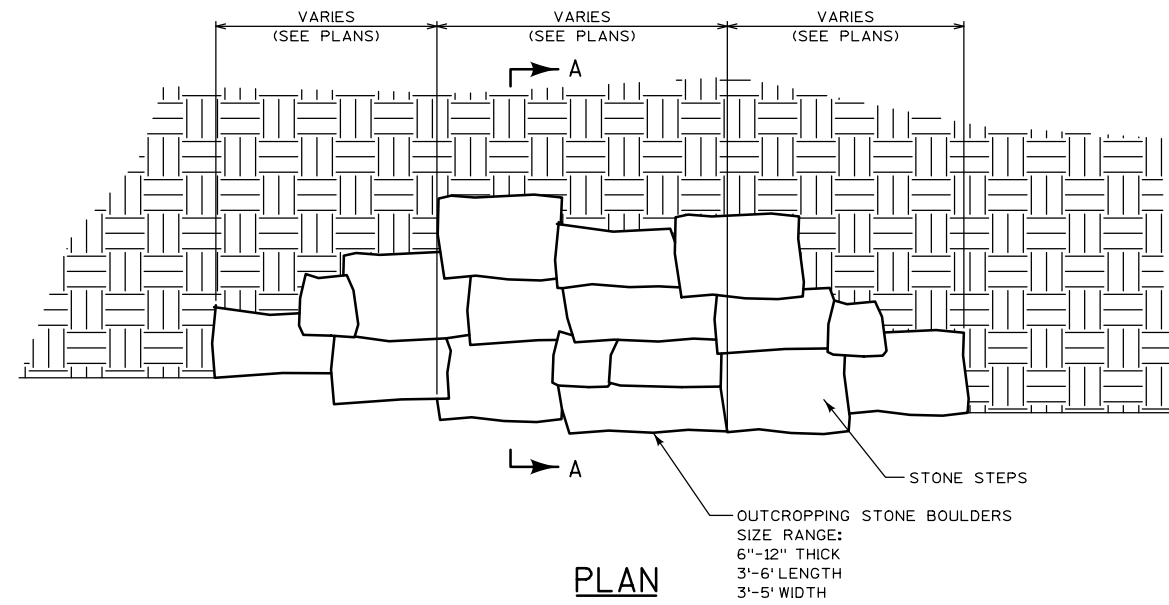 VARIES
(SEE PLANS)
VARIES
(SEE PLANS)
VARIES
(SEE PLANS)
A
A
STONE STEPS
OUTCROPPING STONE BOULDERS
SIZE RANGE:
6"-12" THICK
3'-6' LENGTH
3'-5' WIDTH
PLAN